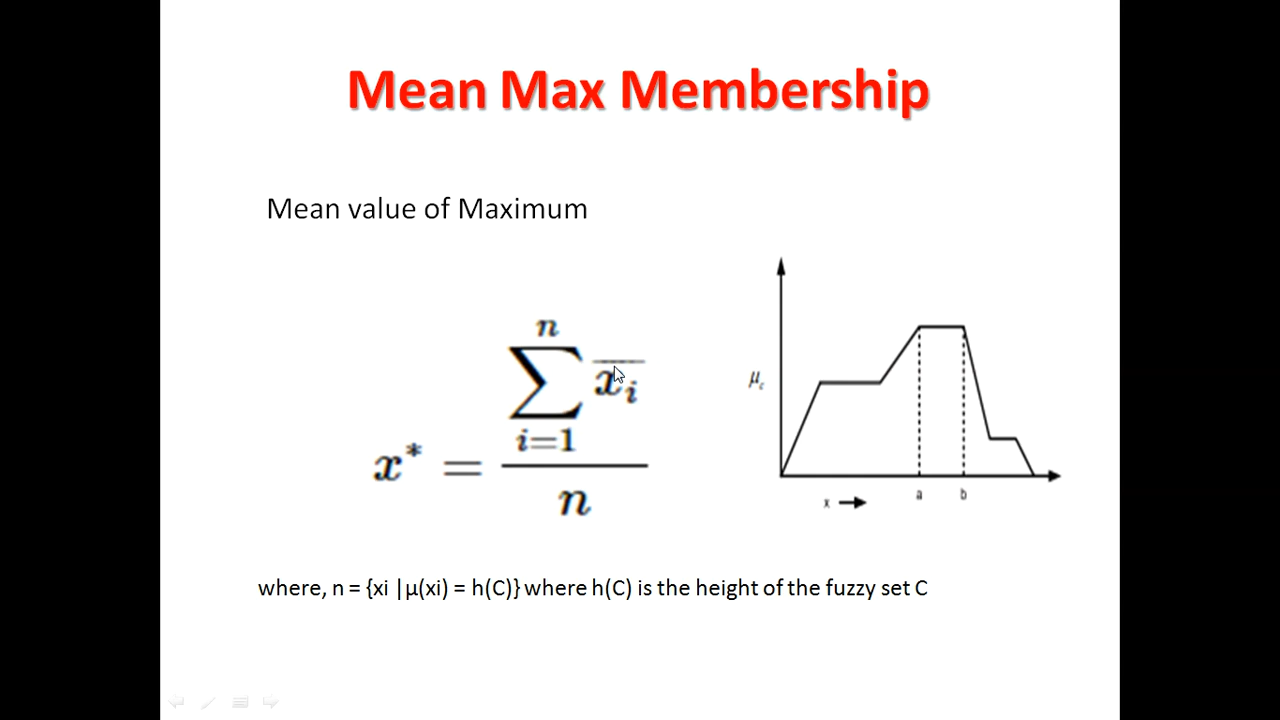 Mean Max Membership
Mean value of Maximum
n
∑ x̄ᵢ
i=1
x* =
n
μc
x
a b
where, n = {xi |μ(xi) = h(C)} where h(C) is the height of the fuzzy set C